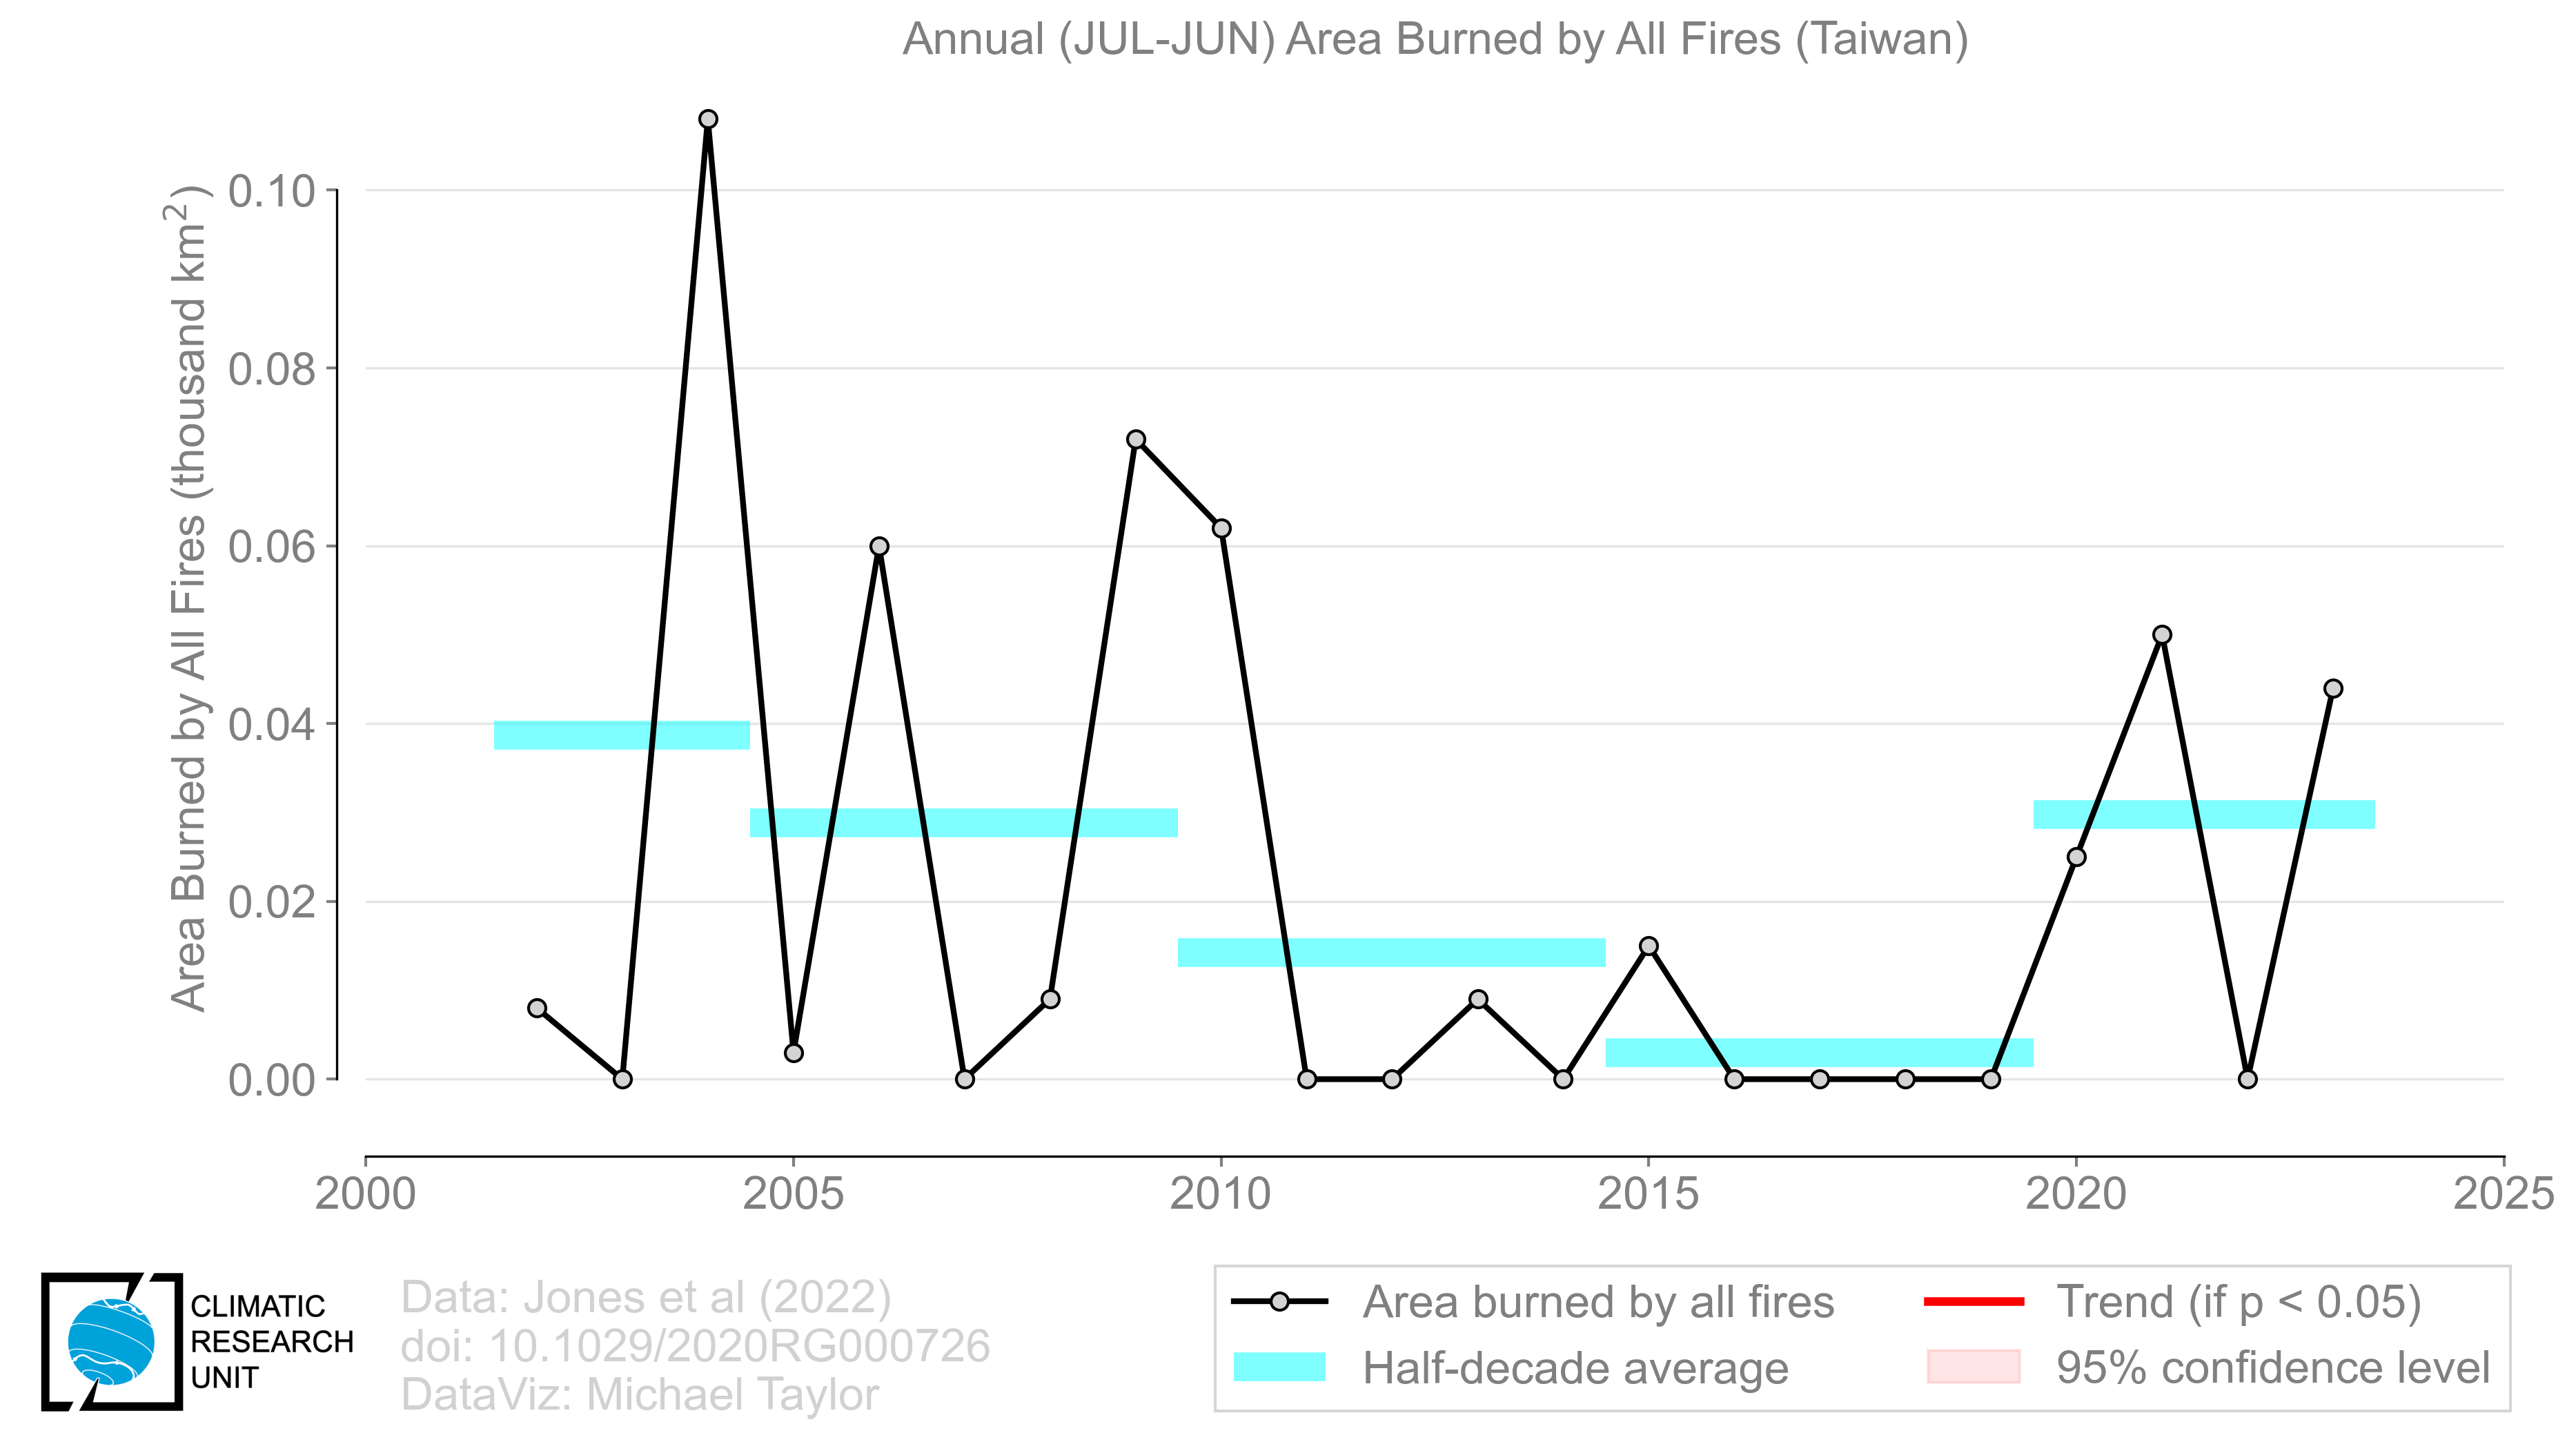 Annual (JUL-JUN) Area Burned by All Fires (Taiwan)
Area Burned by All Fires (thousand km²)
0.10
0.08
0.06
0.04
0.02
0.00
2000 2005 2010 2015 2020 2025
CLIMATIC
RESEARCH
UNIT
Data: Jones et al (2022)
doi: 10.1029/2020RG000726
DataViz: Michael Taylor
Area burned by all fires
Half-decade average
Trend (if p < 0.05)
95% confidence level